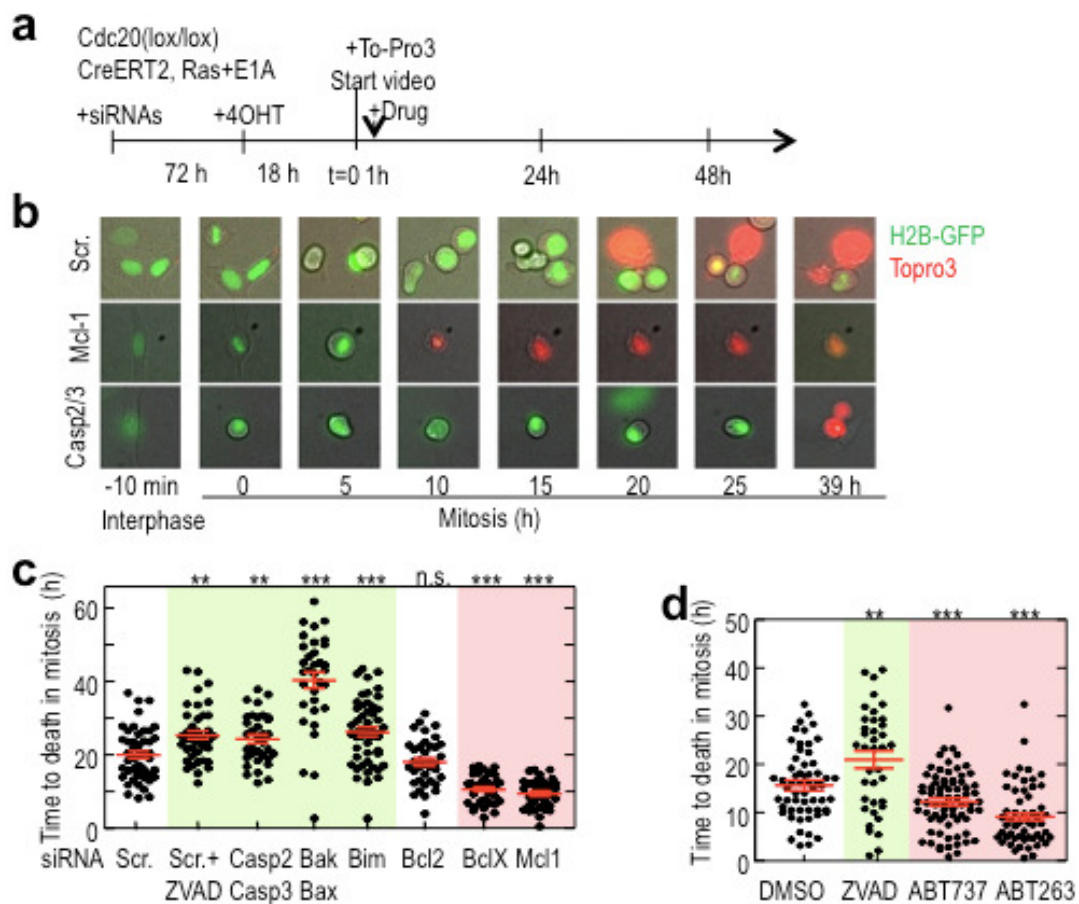 a
Cdc20(lox/lox)
CreERT2, Ras+E1A
+To-Pro3
Start video
+siRNAs +4OHT +Drug
72 h 18 h t=0 1h 24h 48h
b
Scr.
Mcl-1
Casp2/3
H2B-GFP
Topro3
-10 min 0 5 10 15 20 25 39 h
Interphase Mitosis (h)
c
Time to death in mitosis (h)
** ** *** *** n.s. *** ***
60
40
20
0
siRNA Scr. Scr.+ Casp2 Bak Bim Bcl2 BclX Mcl1
ZVAD Casp3 Bax
d
Time to death in mitosis (h)
** *** ***
50
40
30
20
10
0
DMSO ZVAD ABT737 ABT263